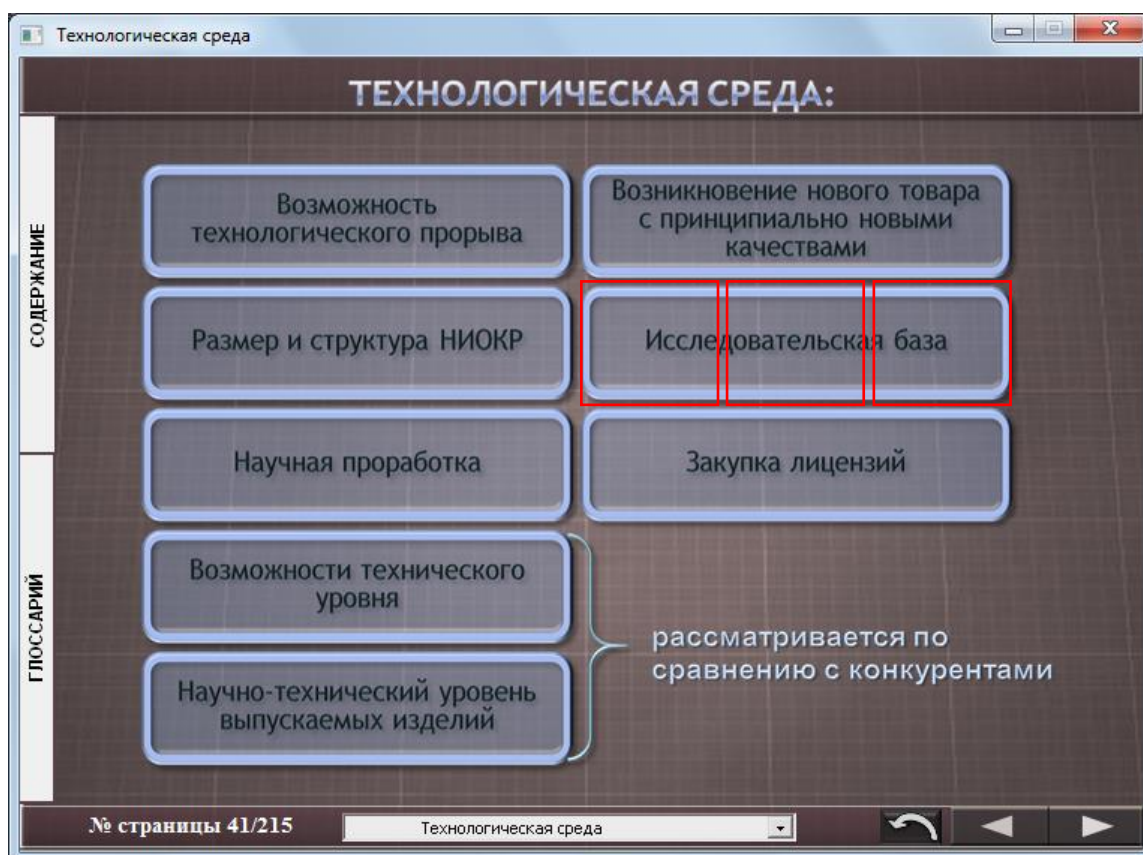 Технологическая среда
ТЕХНОЛОГИЧЕСКАЯ СРЕДА:
СОДЕРЖАНИЕ
ГЛОССАРИЙ
Возможность
технологического прорыва
Возникновение нового товара
с принципиально новыми
качествами
Размер и структура НИОКР
Исследовательская база
Научная проработка
Закупка лицензий
Возможности технического
уровня
Научно-технический уровень
выпускаемых изделий
рассматривается по
сравнению с конкурентами
№ страницы 41/215
Технологическая среда